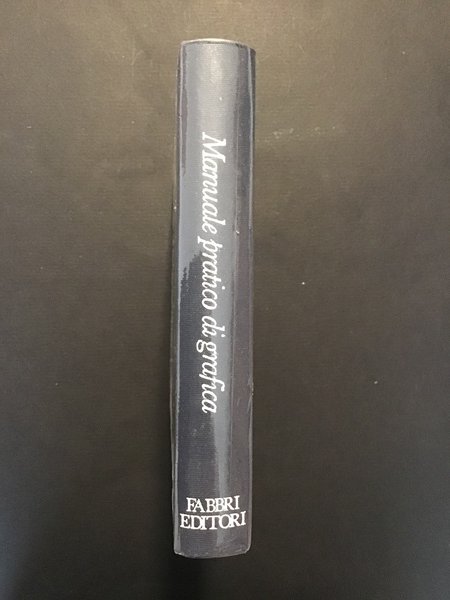 Manuale pratico di grafica
FABBRI
EDITORI